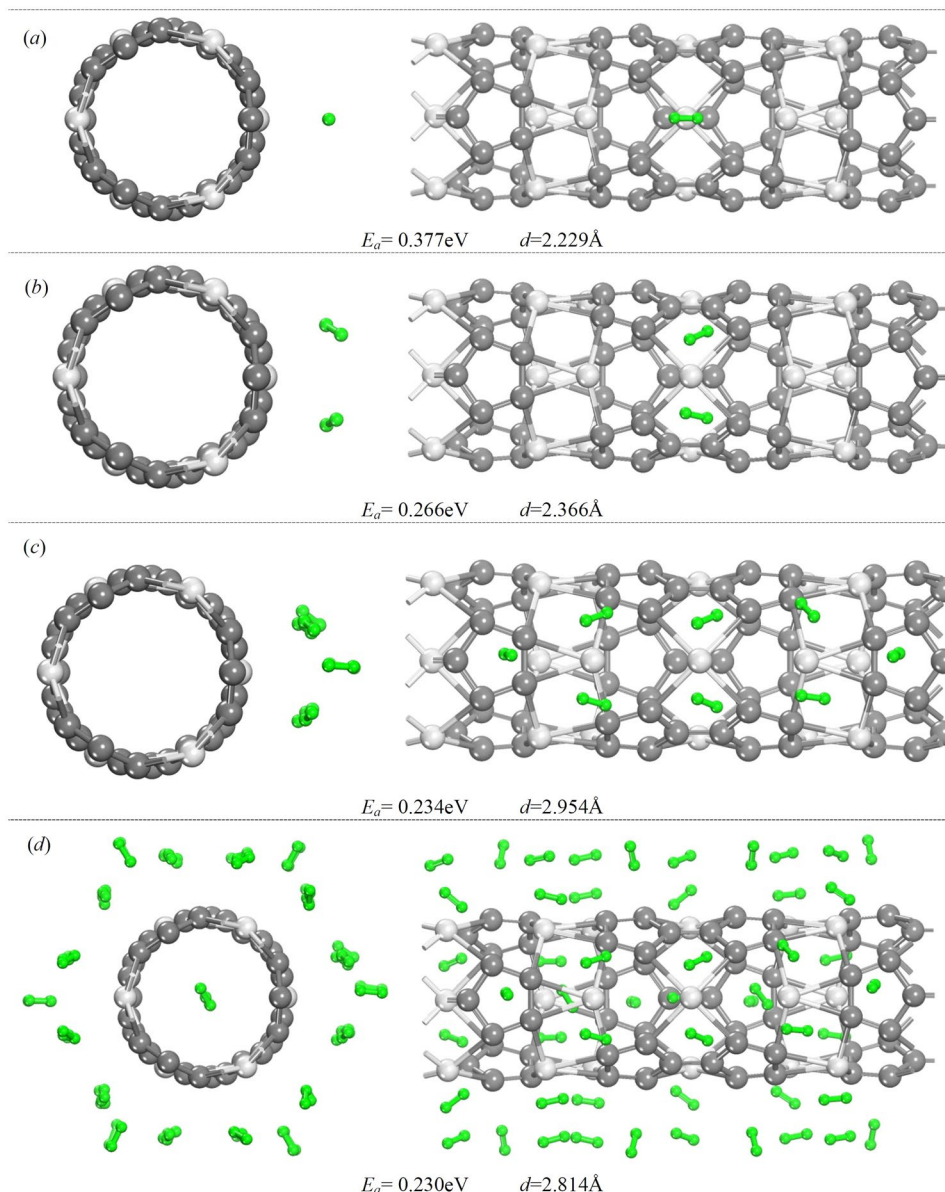 (a)
Ea= 0.377eV d=2.229Å
(b)
Ea= 0.266eV d=2.366Å
(c)
Ea= 0.234eV d=2.954Å
(d)
Ea= 0.230eV d=2.814Å